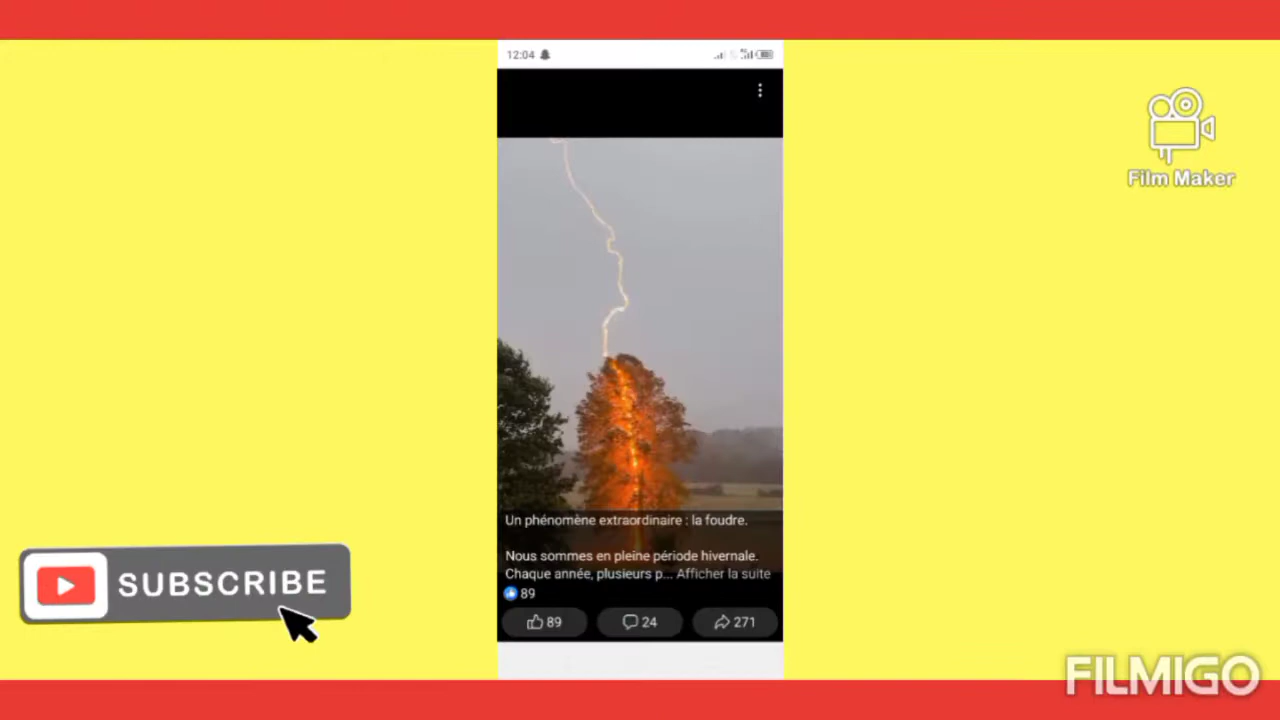 12:04
Film Maker
Un phénomène extraordinaire : la foudre.
Nous sommes en pleine période hivernale.
Chaque année, plusieurs p... Afficher la suite
89
89
24
271
SUBSCRIBE
FILMIGO